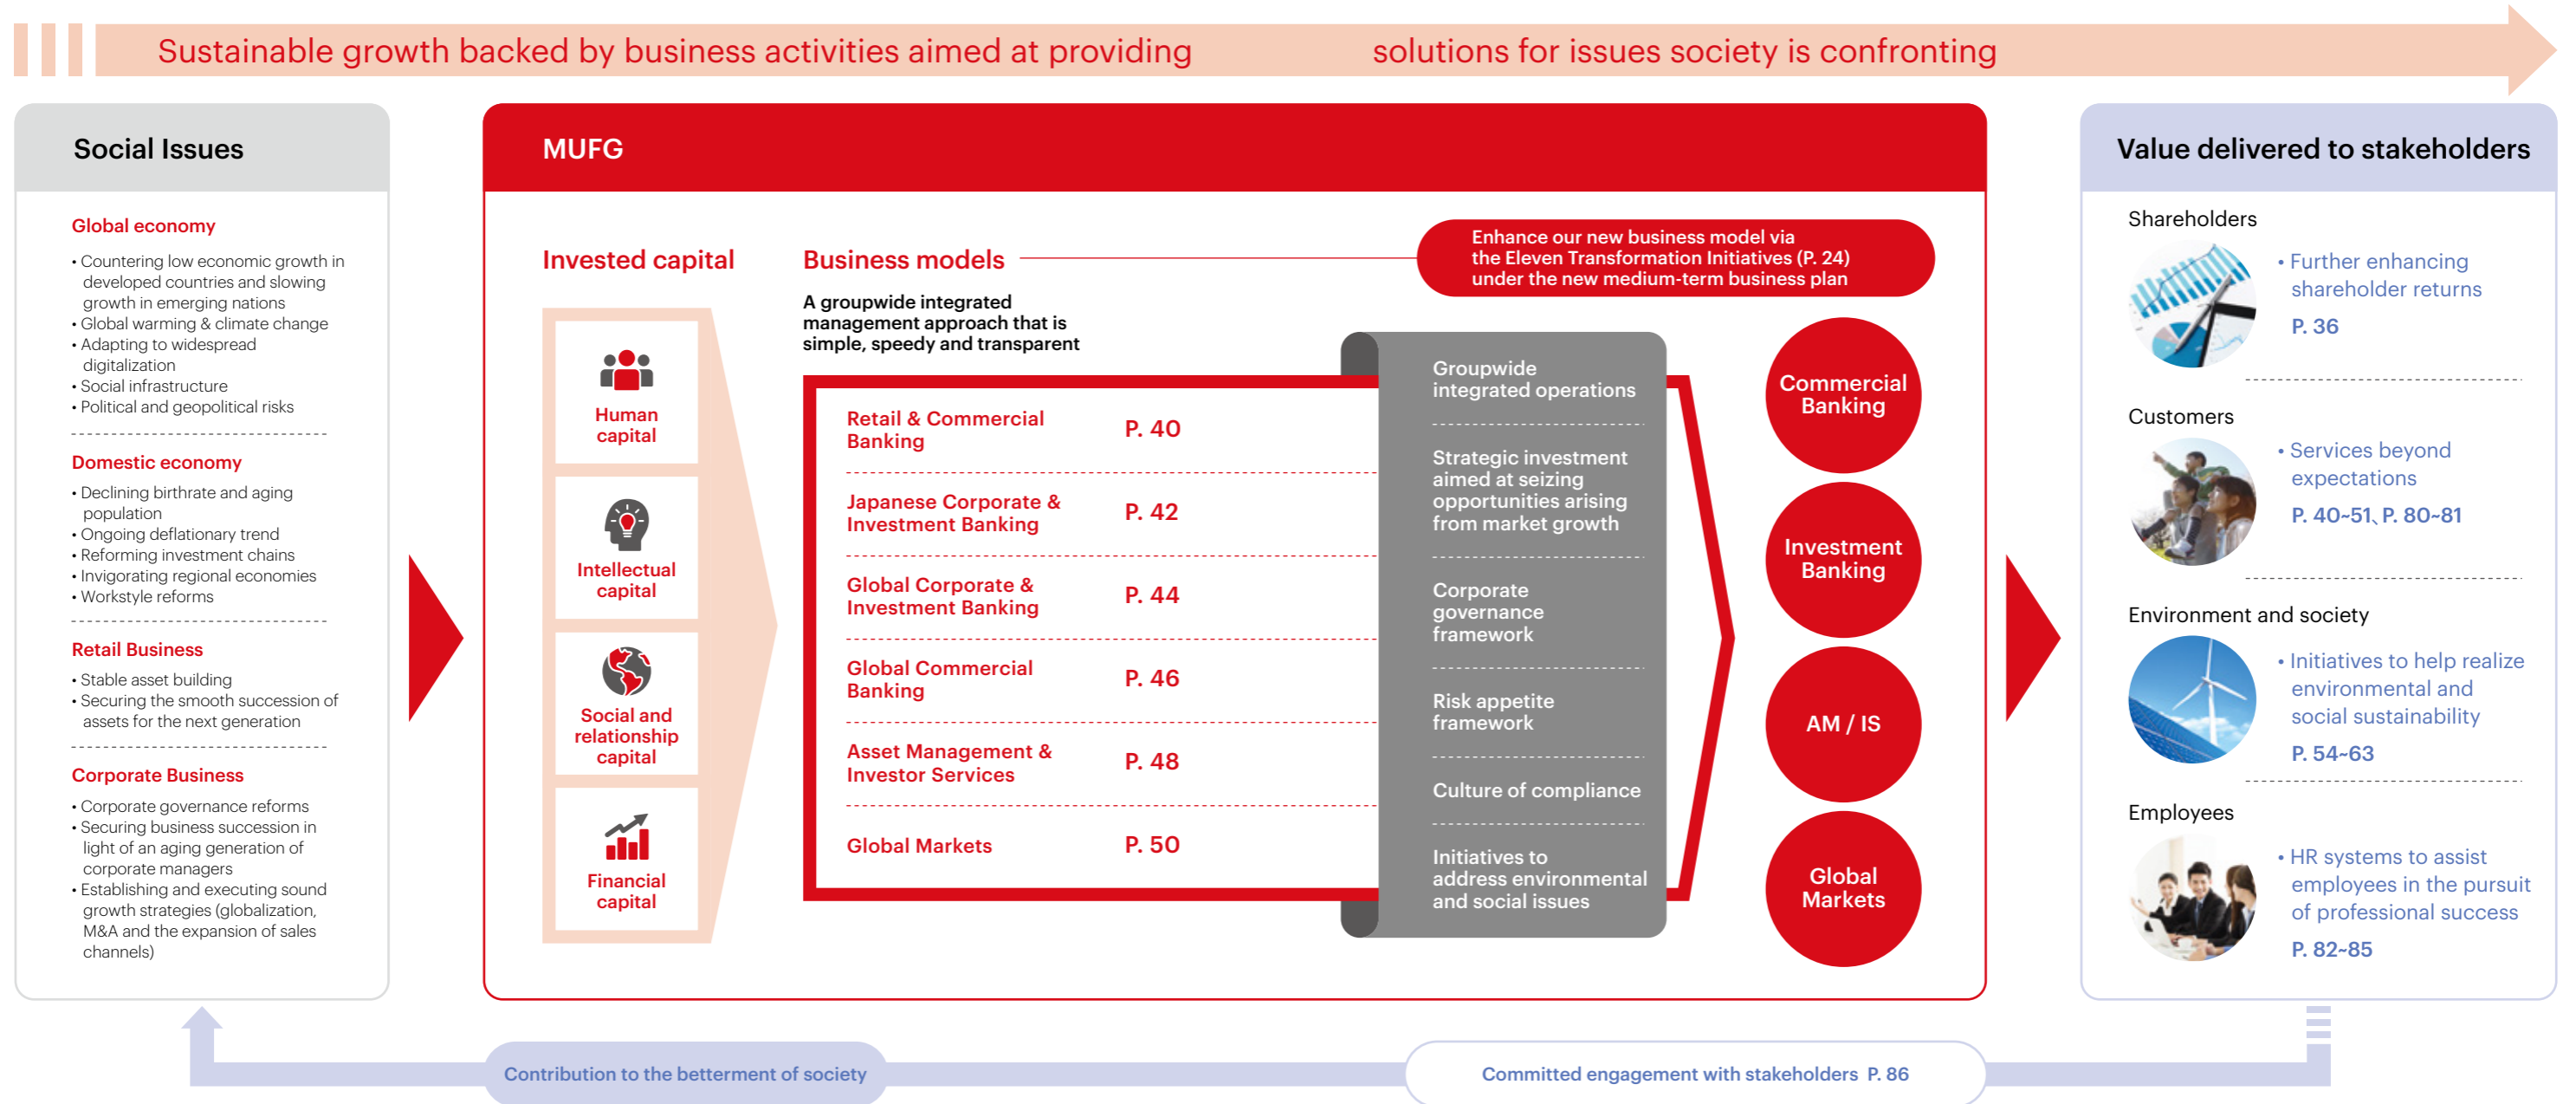 Sustainable growth backed by business activities aimed at providing solutions for issues society is confronting
Social Issues
Global economy
• Countering low economic growth in
developed countries and slowing
growth in emerging nations
• Global warming & climate change
• Adapting to widespread
digitalization
• Social infrastructure
• Political and geopolitical risks
Domestic economy
• Declining birthrate and aging
population
• Ongoing deflationary trend
• Reforming investment chains
• Invigorating regional economies
• Workstyle reforms
Retail Business
• Stable asset building
• Securing the smooth succession of
assets for the next generation
Corporate Business
• Corporate governance reforms
• Securing business succession in
light of an aging generation of
corporate managers
• Establishing and executing sound
growth strategies (globalization,
M&A and the expansion of sales
channels)
MUFG
Invested capital
Human
capital
Intellectual
capital
Social and
relationship
capital
Financial
capital
Business models
A groupwide integrated
management approach that is
simple, speedy and transparent
Enhance our new business model via
the Eleven Transformation Initiatives (P. 24)
under the new medium-term business plan
Retail & Commercial
Banking
P. 40
Japanese Corporate &
Investment Banking
P. 42
Global Corporate &
Investment Banking
P. 44
Global Commercial
Banking
P. 46
Asset Management &
Investor Services
P. 48
Global Markets
P. 50
Groupwide
integrated operations
Strategic investment
aimed at seizing
opportunities arising
from market growth
Corporate
governance
framework
Risk appetite
framework
Culture of compliance
Initiatives to
address environmental
and social issues
Commercial
Banking
Investment
Banking
AM / IS
Global
Markets
Value delivered to stakeholders
Shareholders
• Further enhancing
shareholder returns
P. 36
Customers
• Services beyond
expectations
P. 40~51、P. 80~81
Environment and society
• Initiatives to help realize
environmental and
social sustainability
P. 54~63
Employees
• HR systems to assist
employees in the pursuit
of professional success
P. 82~85
Contribution to the betterment of society
Committed engagement with stakeholders P. 86